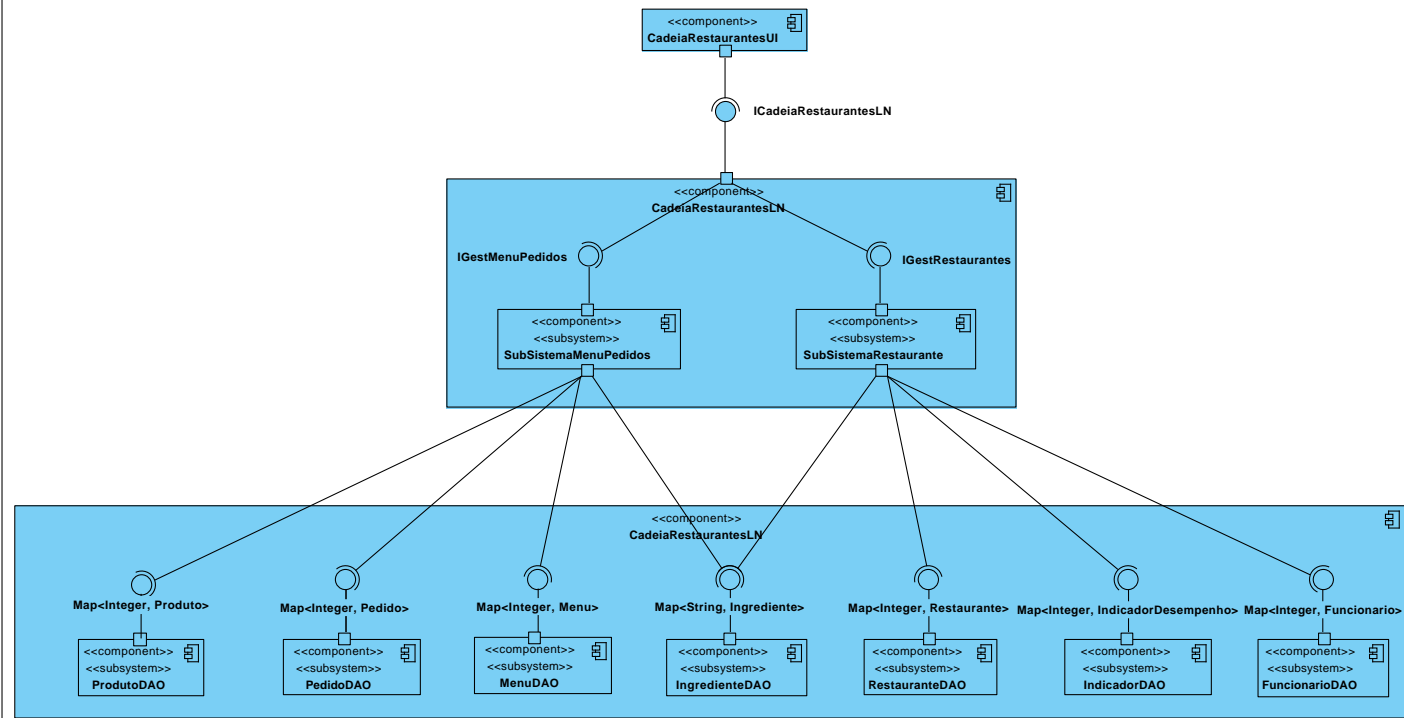 <<component>>
CadeiaRestaurantesUI
ICadeiaRestaurantesLN
<<component>>
CadeiaRestaurantesLN
IGestMenuPedidos
IGestRestaurantes
<<component>>
<<subsystem>>
SubSistemaMenuPedidos
<<component>>
<<subsystem>>
SubSistemaRestaurante
<<component>>
CadeiaRestaurantesLN
Map<Integer, Produto>
Map<Integer, Pedido>
Map<Integer, Menu>
Map<String, Ingrediente>
Map<Integer, Restaurante>
Map<Integer, IndicadorDesempenho>
Map<Integer, Funcionario>
<<component>>
<<subsystem>>
ProdutoDAO
<<component>>
<<subsystem>>
PedidoDAO
<<component>>
<<subsystem>>
MenuDAO
<<component>>
<<subsystem>>
IngredienteDAO
<<component>>
<<subsystem>>
RestauranteDAO
<<component>>
<<subsystem>>
IndicadorDAO
<<component>>
<<subsystem>>
FuncionarioDAO